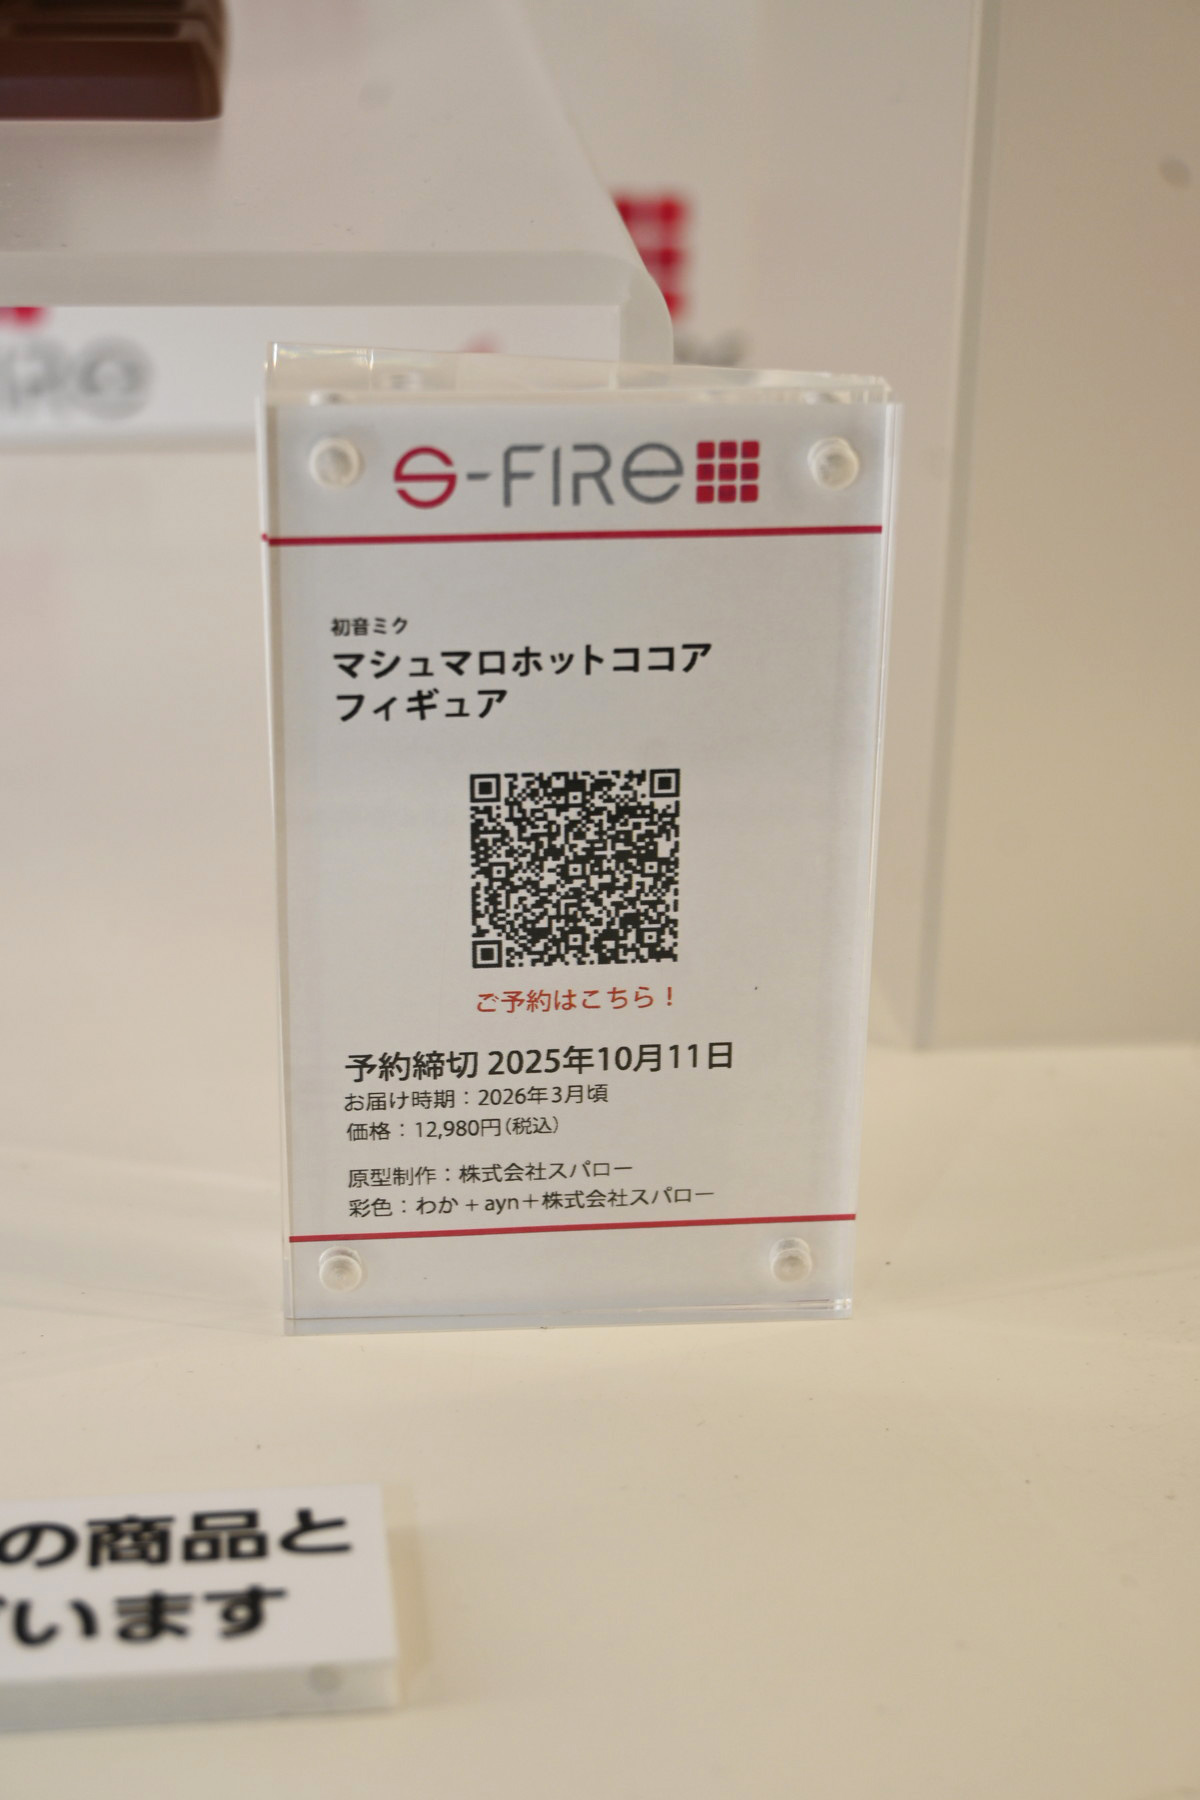 S-FIRE
初音ミク
マシュマロホットココア
フィギュア
ご予約はこちら！
予約締切 2025年10月11日
お届け時期：2026年3月頃
価格：12,980円(税込)
原型制作：株式会社スパロー
彩色：わか + ayn＋株式会社スパロー
の商品と
います